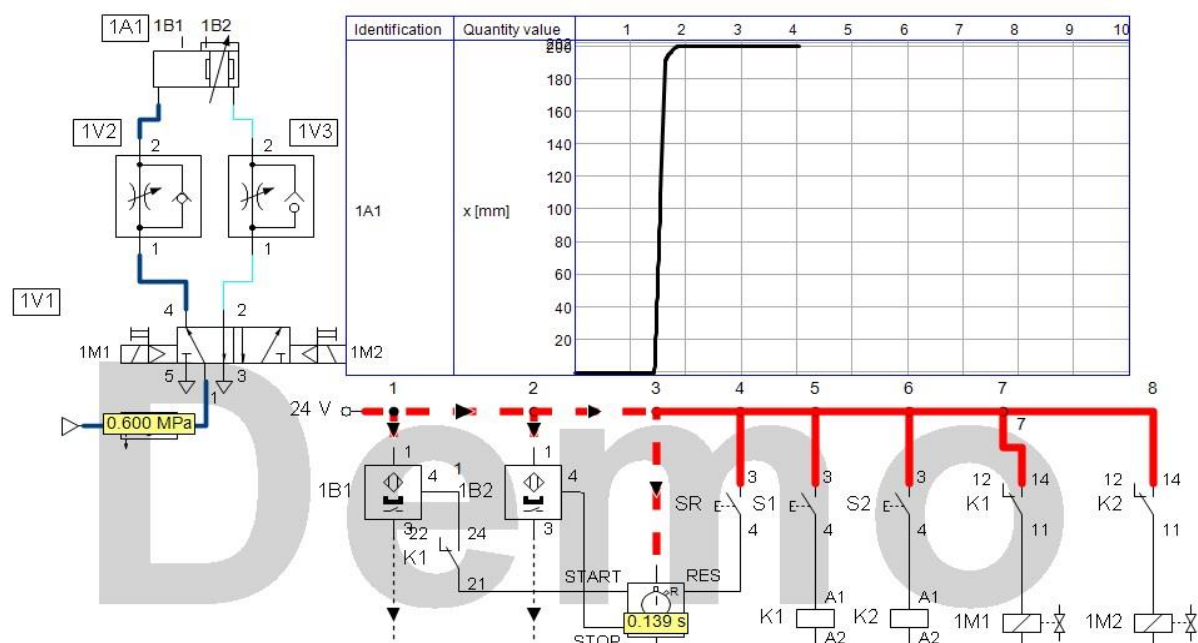 1A1 1B1 1B2
Identification Quantity value
1 2 3 4 5 6 7 8 9 10
200
180
160
140
120
100
80
60
40
20
1A1 x [mm]
1V2 1V3
2 2
1 1
1V1
4 2
1M1 1M2
5 3
1
0.600 MPa
Demo
1 2 3 4 5 6 7 8
24 V
7
1 1 1
1B1 4 1B2 4
3 3
22 24
K1
21
3 3 3 12 14 12 14
SR S1 S2 K1 K2
4 4 4 11 11
START RES
R
0.139 s
STOP
A1 A1
K1 K2 1M1 1M2
A2 A2